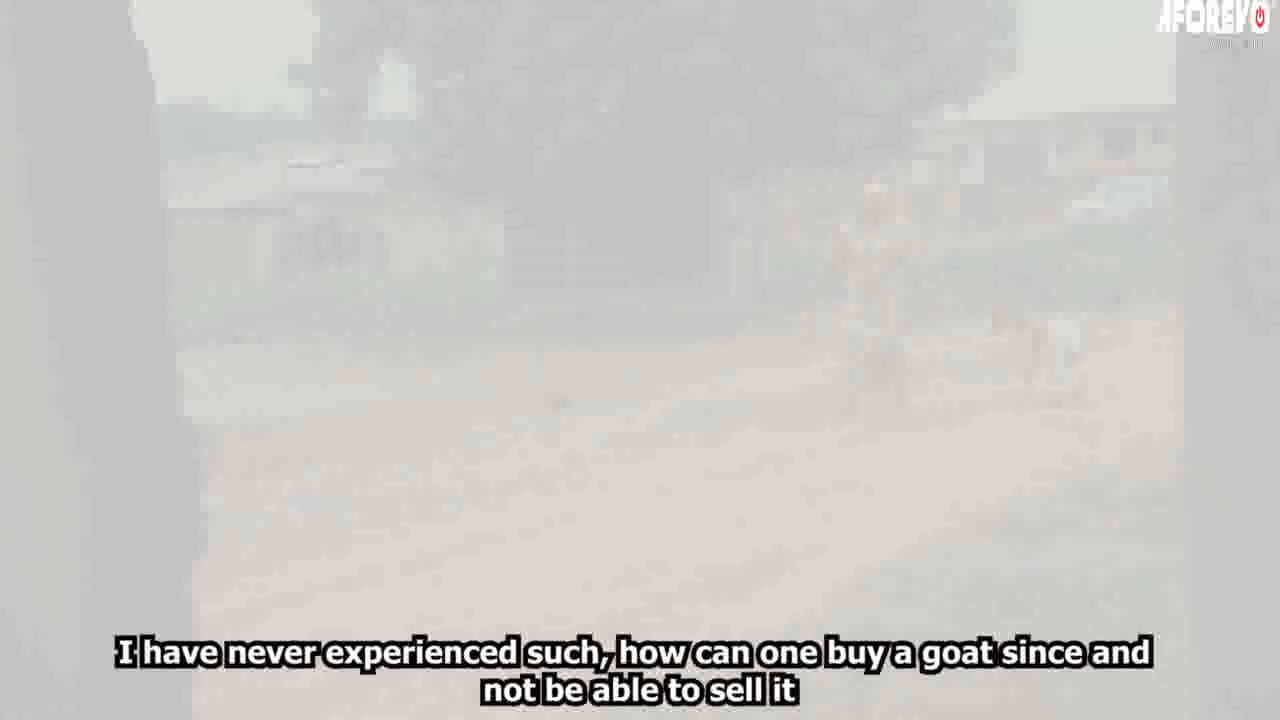 AFOREVO
I have never experienced such, how can one buy a goat since and
not be able to sell it